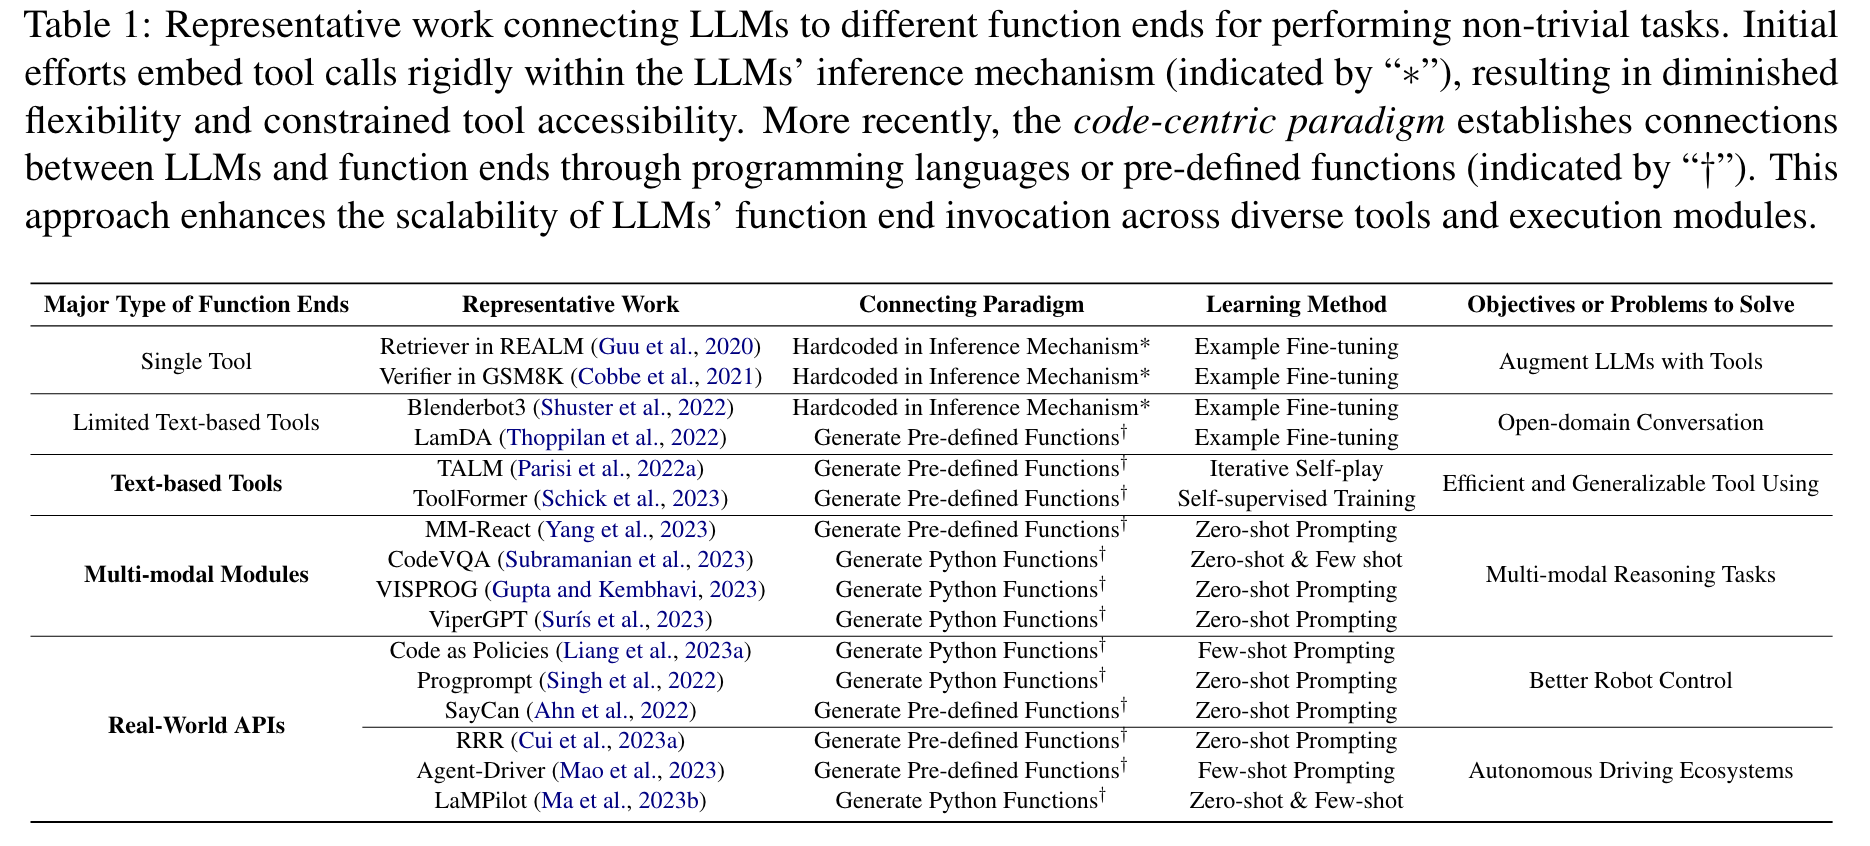 Table 1: Representative work connecting LLMs to different function ends for performing non-trivial tasks. Initial
efforts embed tool calls rigidly within the LLMs’ inference mechanism (indicated by “∗”), resulting in diminished
flexibility and constrained tool accessibility. More recently, the code-centric paradigm establishes connections
between LLMs and function ends through programming languages or pre-defined functions (indicated by “†”). This
approach enhances the scalability of LLMs’ function end invocation across diverse tools and execution modules.
Major Type of Function Ends Representative Work Connecting Paradigm Learning Method Objectives or Problems to Solve
Single Tool
Retriever in REALM (Guu et al., 2020) Hardcoded in Inference Mechanism* Example Fine-tuning
Verifier in GSM8K (Cobbe et al., 2021) Hardcoded in Inference Mechanism* Example Fine-tuning
Augment LLMs with Tools
Limited Text-based Tools
Blenderbot3 (Shuster et al., 2022) Hardcoded in Inference Mechanism* Example Fine-tuning
LamDA (Thoppilan et al., 2022) Generate Pre-defined Functions† Example Fine-tuning
Open-domain Conversation
Text-based Tools
TALM (Parisi et al., 2022a) Generate Pre-defined Functions† Iterative Self-play
ToolFormer (Schick et al., 2023) Generate Pre-defined Functions† Self-supervised Training
Efficient and Generalizable Tool Using
Multi-modal Modules
MM-React (Yang et al., 2023) Generate Pre-defined Functions† Zero-shot Prompting
CodeVQA (Subramanian et al., 2023) Generate Python Functions† Zero-shot & Few shot
VISPROG (Gupta and Kembhavi, 2023) Generate Python Functions† Zero-shot Prompting
ViperGPT (Surís et al., 2023) Generate Python Functions† Zero-shot Prompting
Multi-modal Reasoning Tasks
Real-World APIs
Code as Policies (Liang et al., 2023a) Generate Python Functions† Few-shot Prompting
Progprompt (Singh et al., 2022) Generate Python Functions† Zero-shot Prompting
SayCan (Ahn et al., 2022) Generate Pre-defined Functions† Zero-shot Prompting
Better Robot Control
RRR (Cui et al., 2023a) Generate Pre-defined Functions† Zero-shot Prompting
Agent-Driver (Mao et al., 2023) Generate Pre-defined Functions† Few-shot Prompting
LaMPilot (Ma et al., 2023b) Generate Python Functions† Zero-shot & Few-shot
Autonomous Driving Ecosystems